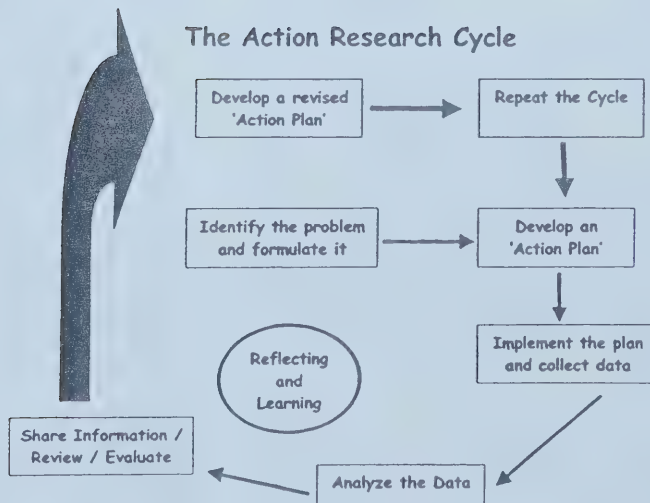 The Action Research Cycle
Develop a revised
'Action Plan'
Repeat the Cycle
Identify the problem
and formulate it
Develop an
'Action Plan'
Implement the plan
and collect data
Reflecting
and
Learning
Share Information /
Review / Evaluate
Analyze the Data